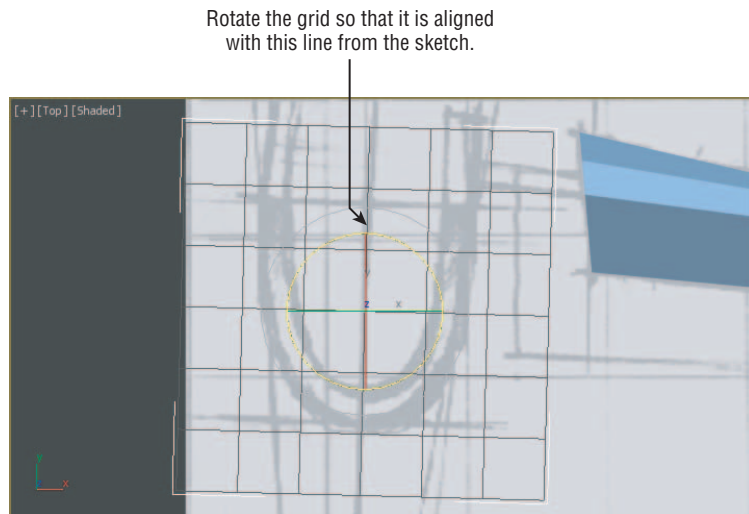 Rotate the grid so that it is aligned
with this line from the sketch.
[+][Top][Shaded]
z x
y
x